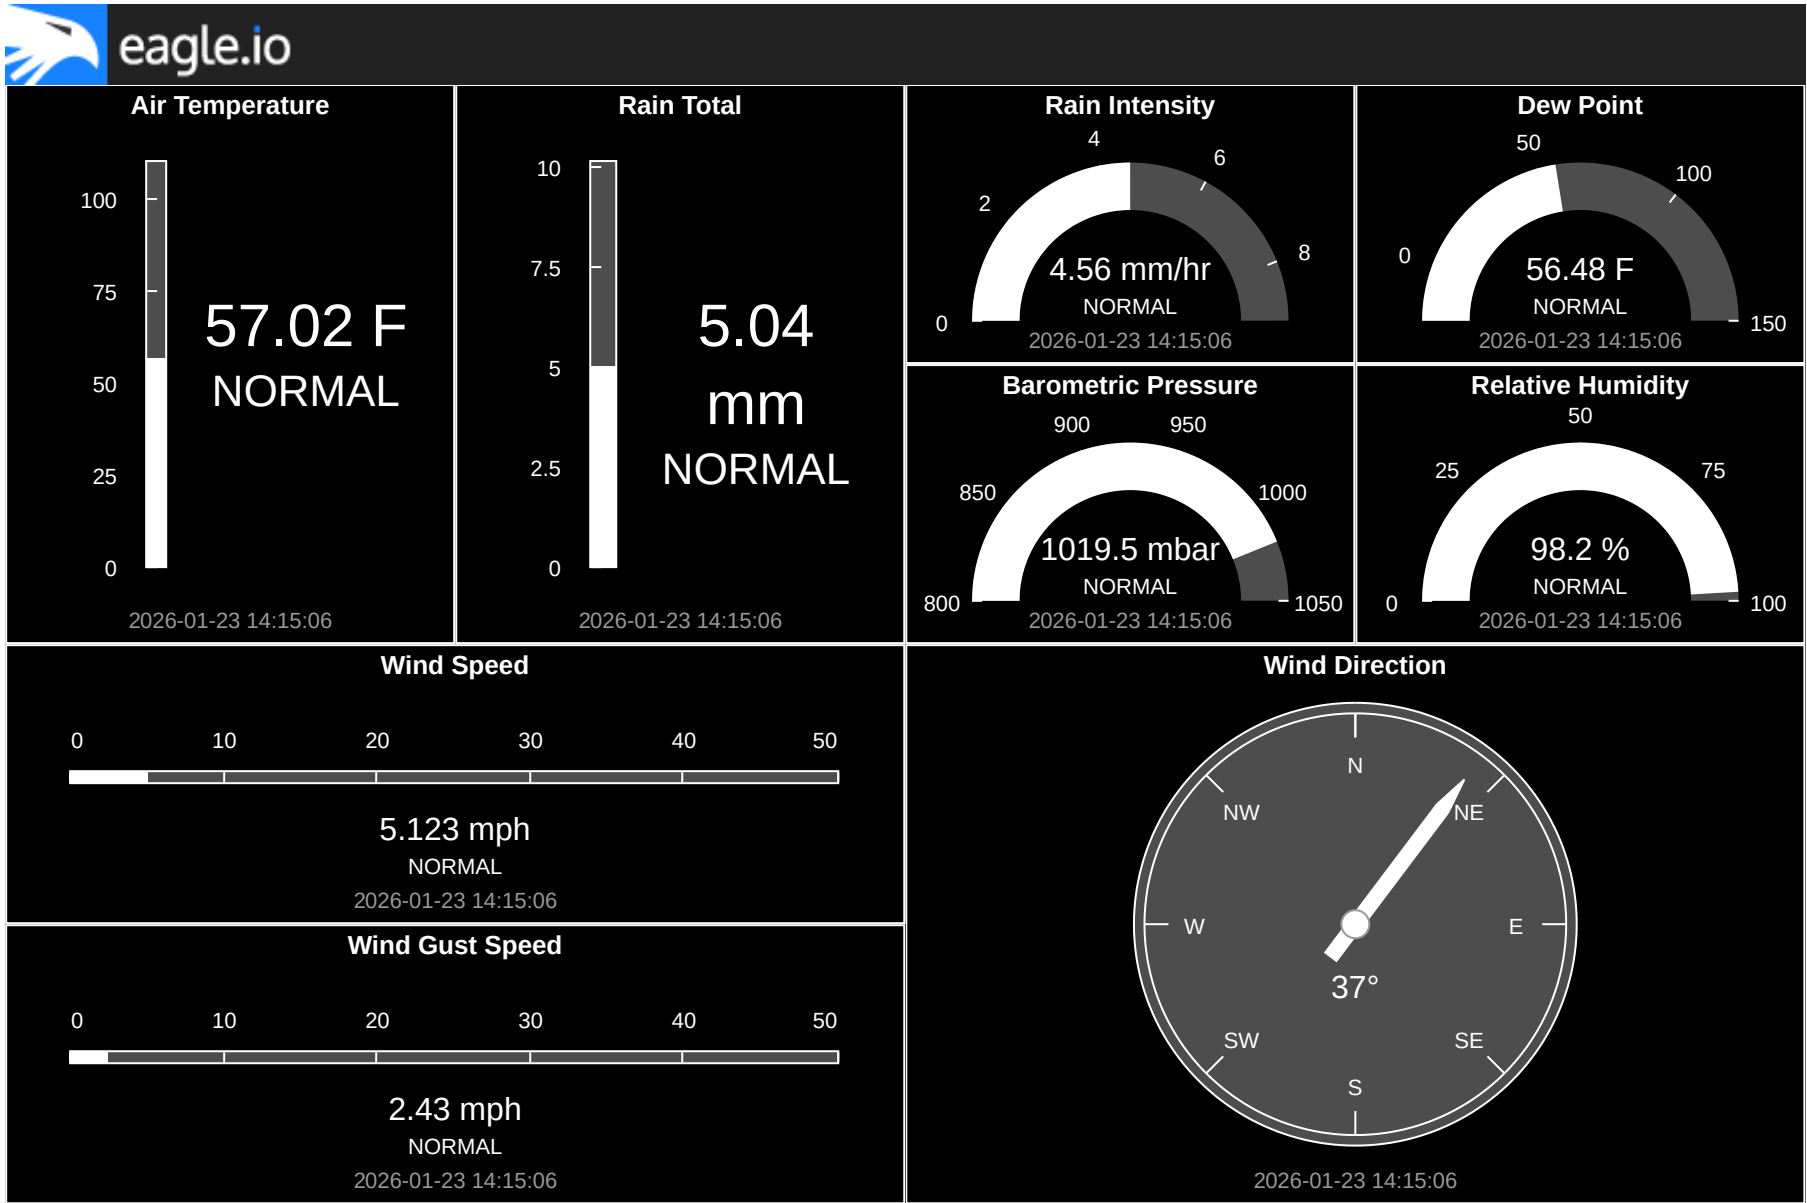 eagle.io
Air Temperature
100
75
50
25
0
57.02 F
NORMAL
2026-01-23 14:15:06
Rain Total
10
7.5
5
2.5
0
5.04
mm
NORMAL
2026-01-23 14:15:06
Rain Intensity
0
2
4
6
8
4.56 mm/hr
NORMAL
2026-01-23 14:15:06
Dew Point
0
50
100
150
56.48 F
NORMAL
2026-01-23 14:15:06
Barometric Pressure
800
850
900
950
1000
1050
1019.5 mbar
NORMAL
2026-01-23 14:15:06
Relative Humidity
0
25
50
75
100
98.2 %
NORMAL
2026-01-23 14:15:06
Wind Speed
0 10 20 30 40 50
5.123 mph
NORMAL
2026-01-23 14:15:06
Wind Gust Speed
0 10 20 30 40 50
2.43 mph
NORMAL
2026-01-23 14:15:06
Wind Direction
N
NW NE
W E
37°
SW SE
S
2026-01-23 14:15:06